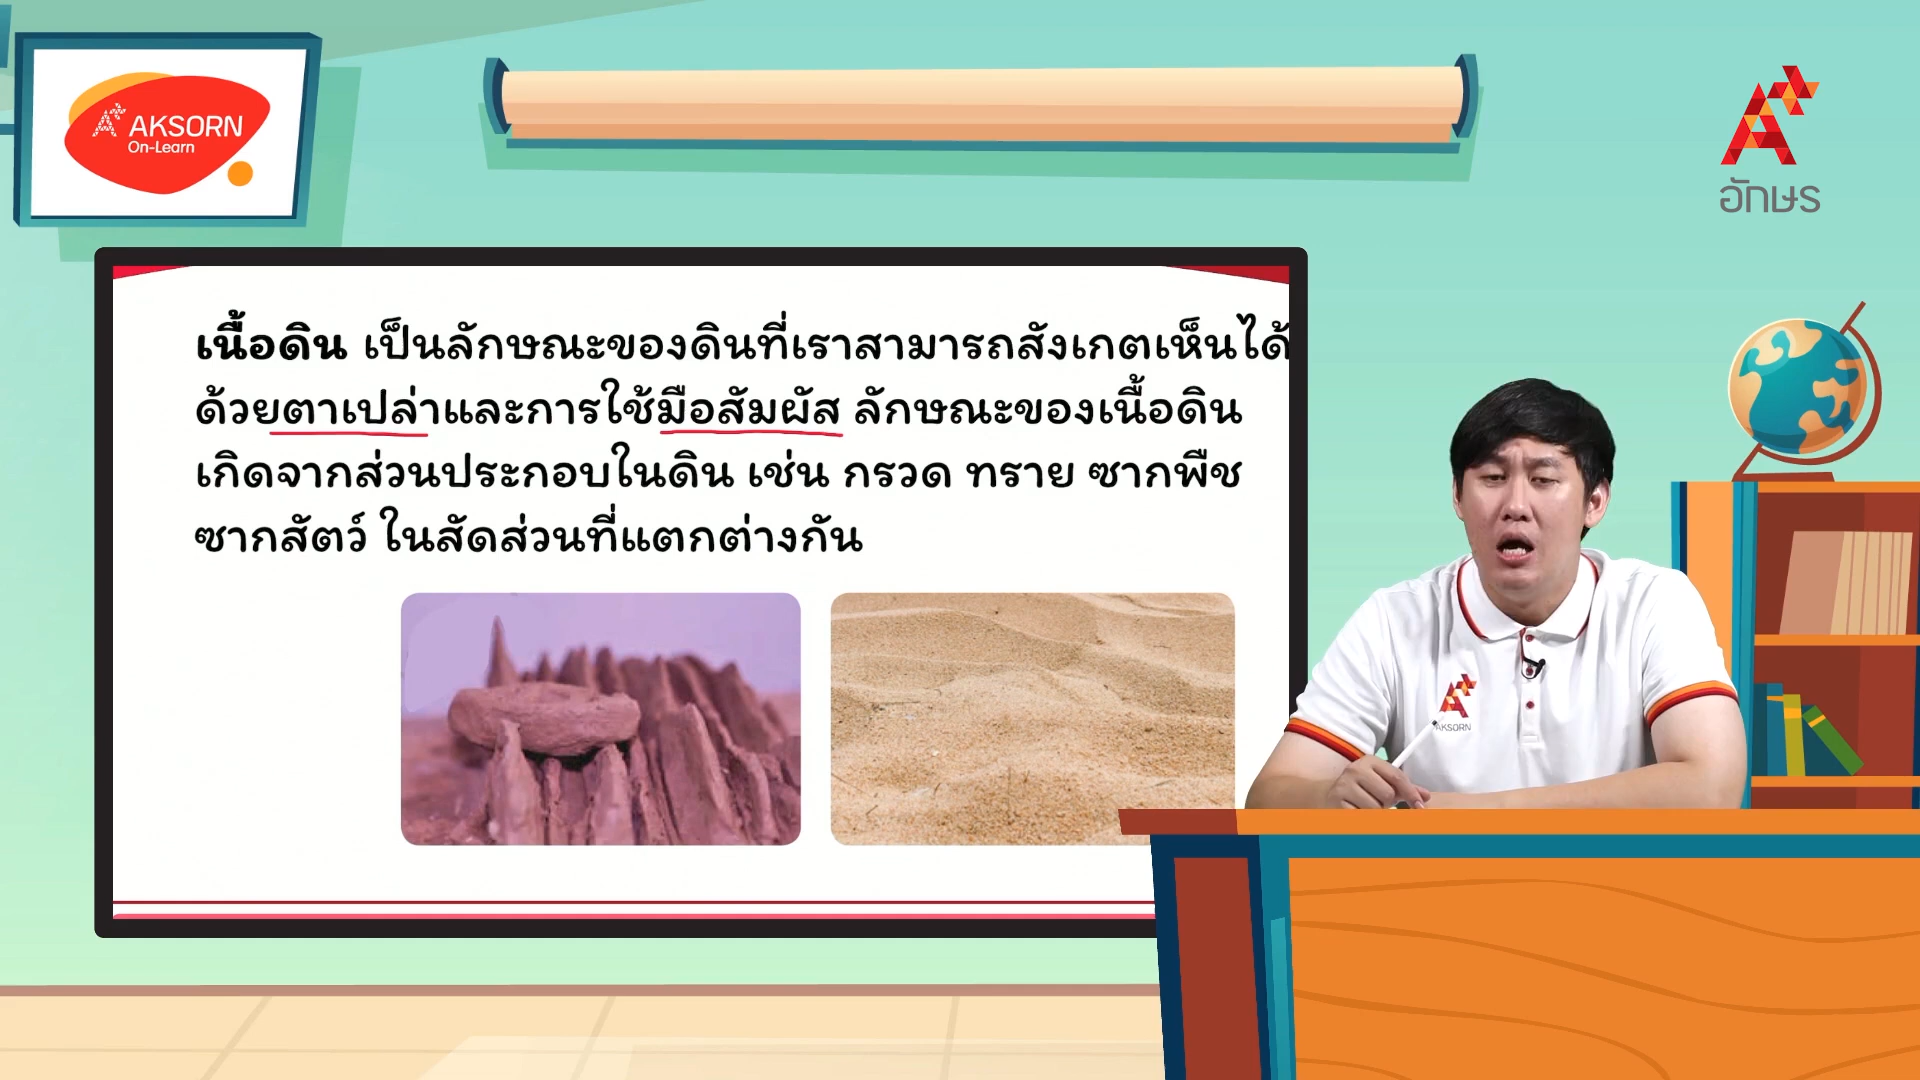 AKSORN
On-Learn
อักษร
เนื้อดิน เป็นลักษณะของดินที่เราสามารถสังเกตเห็นได้
ด้วยตาเปล่าและการใช้มือสัมผัส ลักษณะของเนื้อดิน
เกิดจากส่วนประกอบในดิน เช่น กรวด ทราย ซากพืช
ซากสัตว์ ในสัดส่วนที่แตกต่างกัน
AKSORN